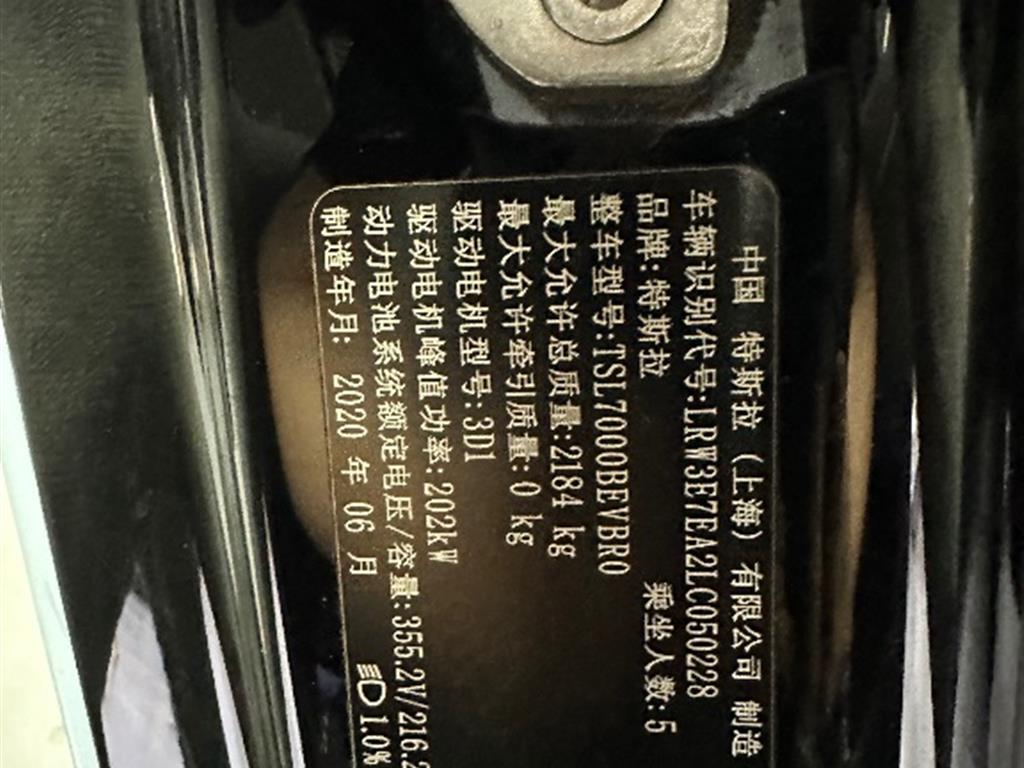 中国 特斯拉（上海）有限公司 制造
车辆识别代号:LRW3E7EA2LC050228
品牌:特斯拉 乘坐人数:5
整车型号:TSL7000BEVBR0
最大允许总质量:2184 kg
最大允许牵引质量:0 kg
驱动电机型号:3D1
驱动电机峰值功率:202kW
动力电池系统额定电压/容量:355.2V/216.2
制造年月: 2020 年 06 月 1.0%